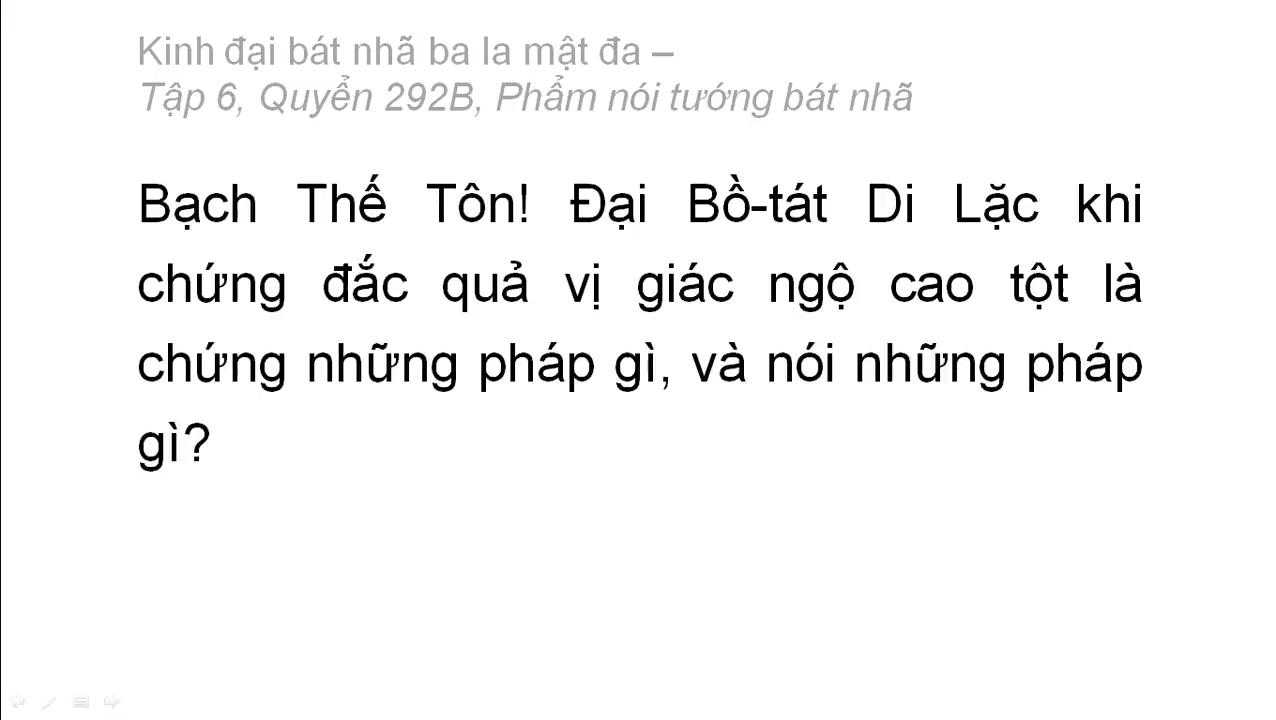 Kinh đại bát nhã ba la mật đa –
Tập 6, Quyển 292B, Phẩm nói tướng bát nhã
Bạch Thế Tôn! Đại Bồ-tát Di Lặc khi
chứng đắc quả vị giác ngộ cao tột là
chứng những pháp gì, và nói những pháp
gì?